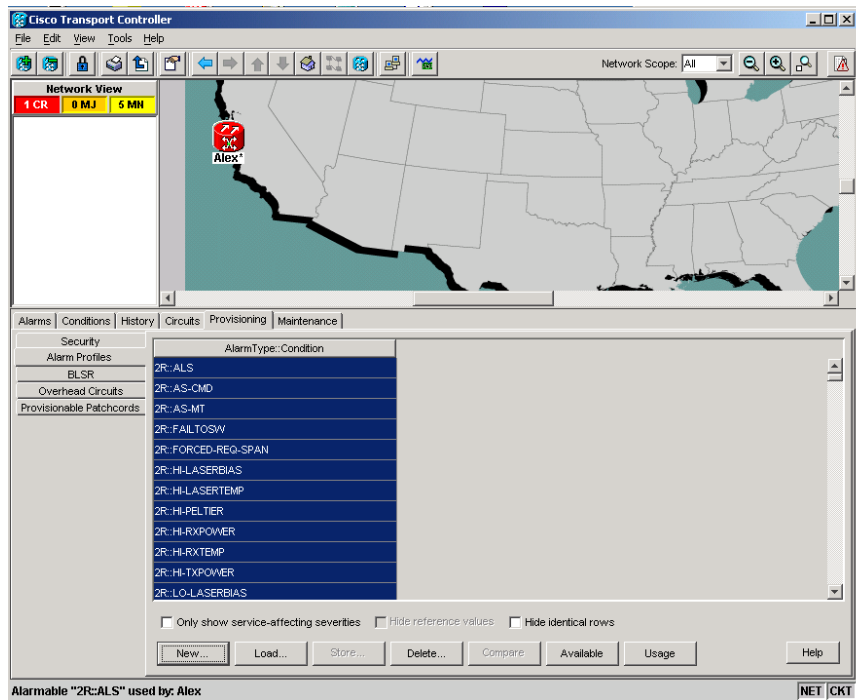 Cisco Transport Controller
File Edit View Tools Help
Network Scope: All
Network View
1 CR 0 MJ 5 MN
Alex*
Alarms Conditions History Circuits Provisioning Maintenance
Security
Alarm Profiles
BLSR
Overhead Circuits
Provisionable Patchcords
AlarmType::Condition
2R::ALS
2R::AS-CMD
2R::AS-MT
2R::FAILTOSW
2R::FORCED-REQ-SPAN
2R::HI-LASERBIAS
2R::HI-LASERTEMP
2R::HI-PELTIER
2R::HI-RXPOWER
2R::HI-RXTEMP
2R::HI-TXPOWER
2R::LO-LASERBIAS
Only show service-affecting severities Hide reference values Hide identical rows
New... Load... Store... Delete... Compare Available Usage Help
Alarmable "2R::ALS" used by: Alex NET CKT